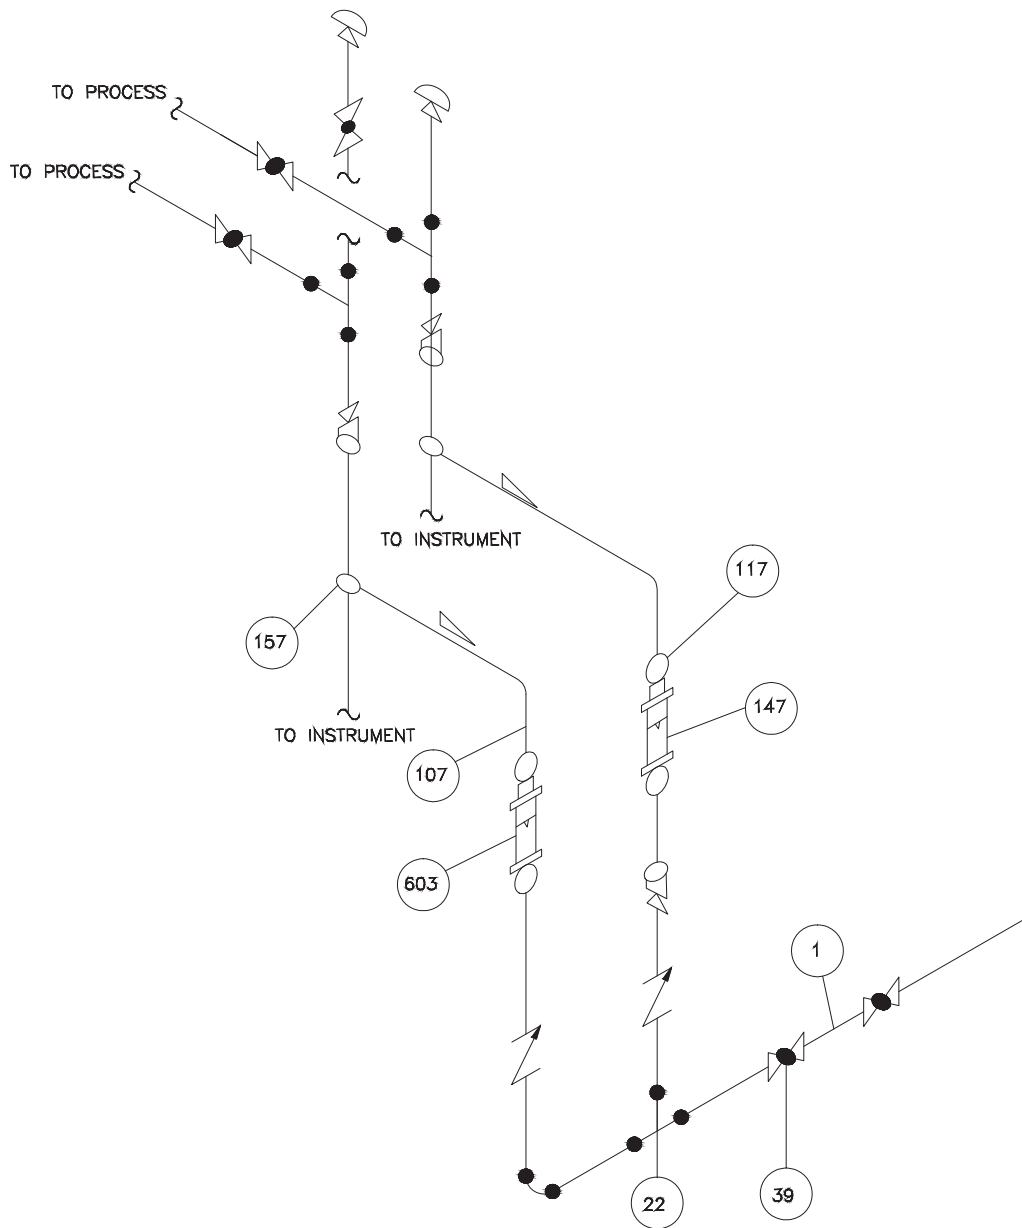 TO PROCESS
TO PROCESS
TO INSTRUMENT
117
157
147
TO INSTRUMENT
107
603
1
22
39